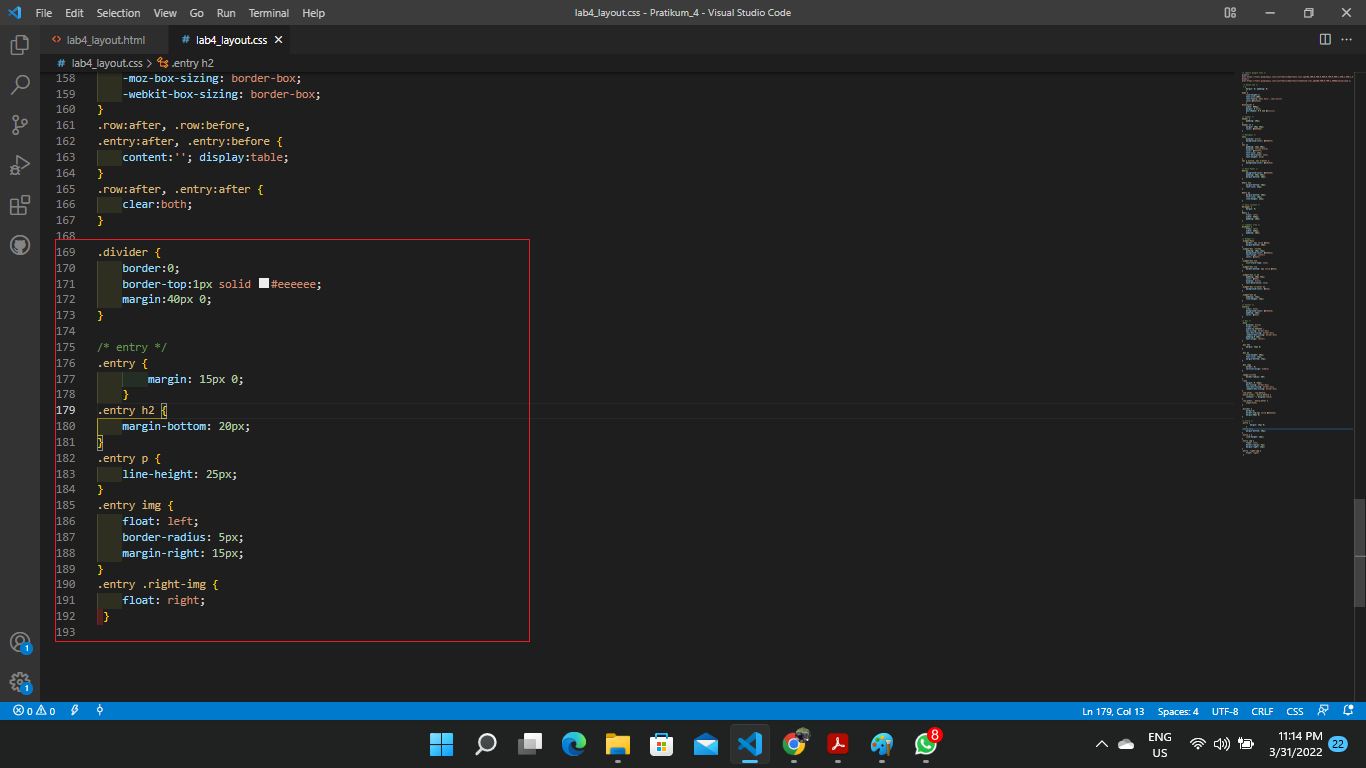 File Edit Selection View Go Run Terminal Help lab4_layout.css - Pratikum_4 - Visual Studio Code
<> lab4_layout.html # lab4_layout.css ×
# lab4_layout.css > .entry h2
158 -moz-box-sizing: border-box;
159 -webkit-box-sizing: border-box;
160 }
161 .row:after, .row:before,
162 .entry:after, .entry:before {
163 content:''; display:table;
164 }
165 .row:after, .entry:after {
166 clear:both;
167 }
168
169 .divider {
170 border:0;
171 border-top:1px solid #eeeeee;
172 margin:40px 0;
173 }
174
175 /* entry */
176 .entry {
177 margin: 15px 0;
178 }
179 .entry h2 {
180 margin-bottom: 20px;
181 }
182 .entry p {
183 line-height: 25px;
184 }
185 .entry img {
186 float: left;
187 border-radius: 5px;
188 margin-right: 15px;
189 }
190 .entry .right-img {
191 float: right;
192 }
193
1
1
0 0 Ln 179, Col 13 Spaces: 4 UTF-8 CRLF CSS
8
ENG
US
11:14 PM
3/31/2022
22